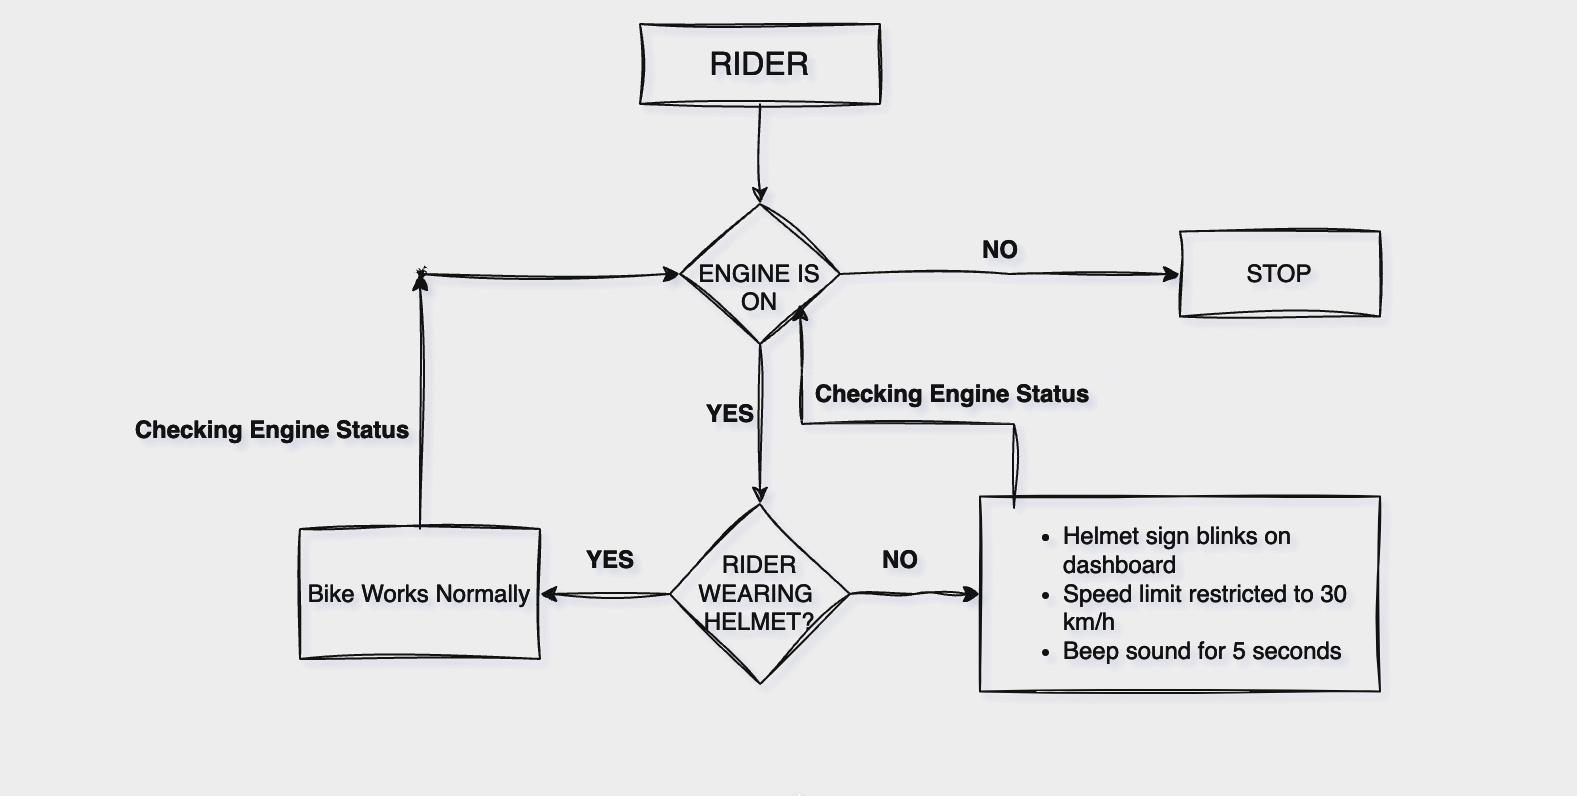 RIDER
ENGINE IS
ON
NO
STOP
YES
Checking Engine Status
Checking Engine Status
Bike Works Normally
YES
RIDER
WEARING
HELMET?
NO
• Helmet sign blinks on
dashboard
• Speed limit restricted to 30
km/h
• Beep sound for 5 seconds